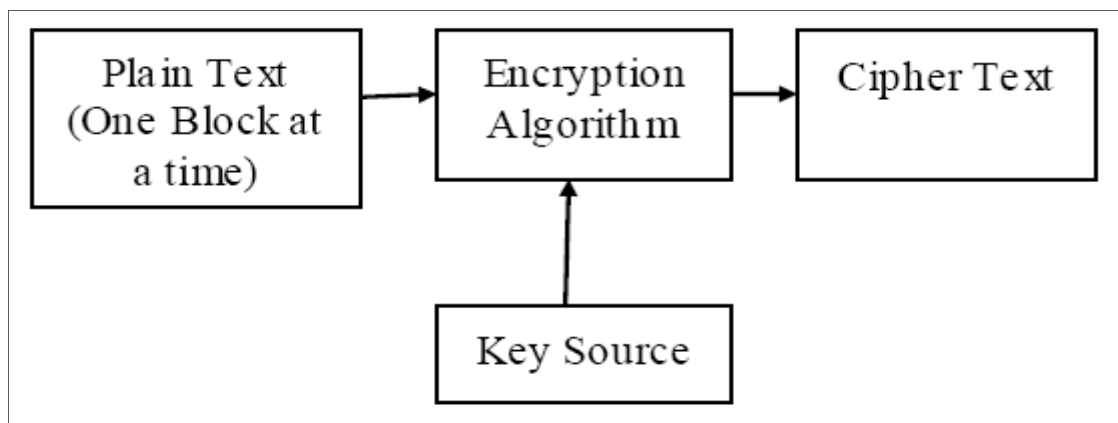 Plain Text
(One Block at
a time)
Encryption
Algorithm
Cipher Text
Key Source